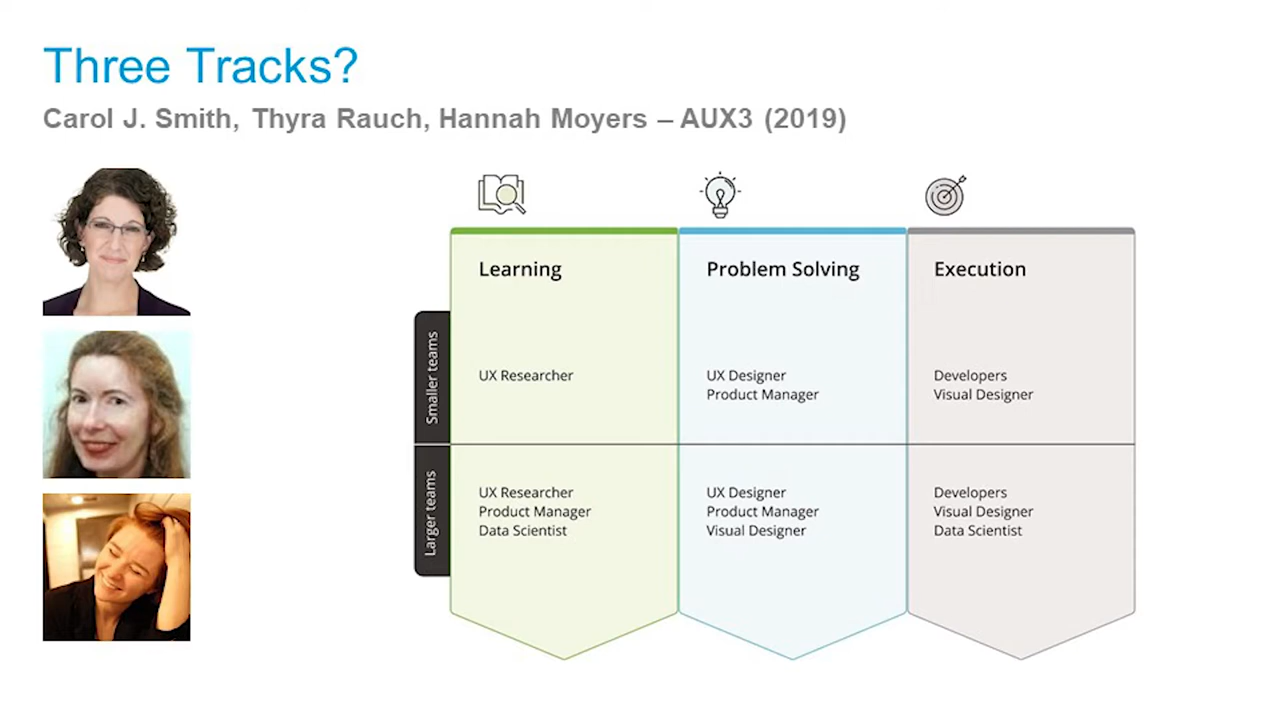 Three Tracks?
Carol J. Smith, Thyra Rauch, Hannah Moyers – AUX3 (2019)
Learning
Problem Solving
Execution
Smaller teams
UX Researcher
UX Designer
Product Manager
Developers
Visual Designer
Larger teams
UX Researcher
Product Manager
Data Scientist
UX Designer
Product Manager
Visual Designer
Developers
Visual Designer
Data Scientist